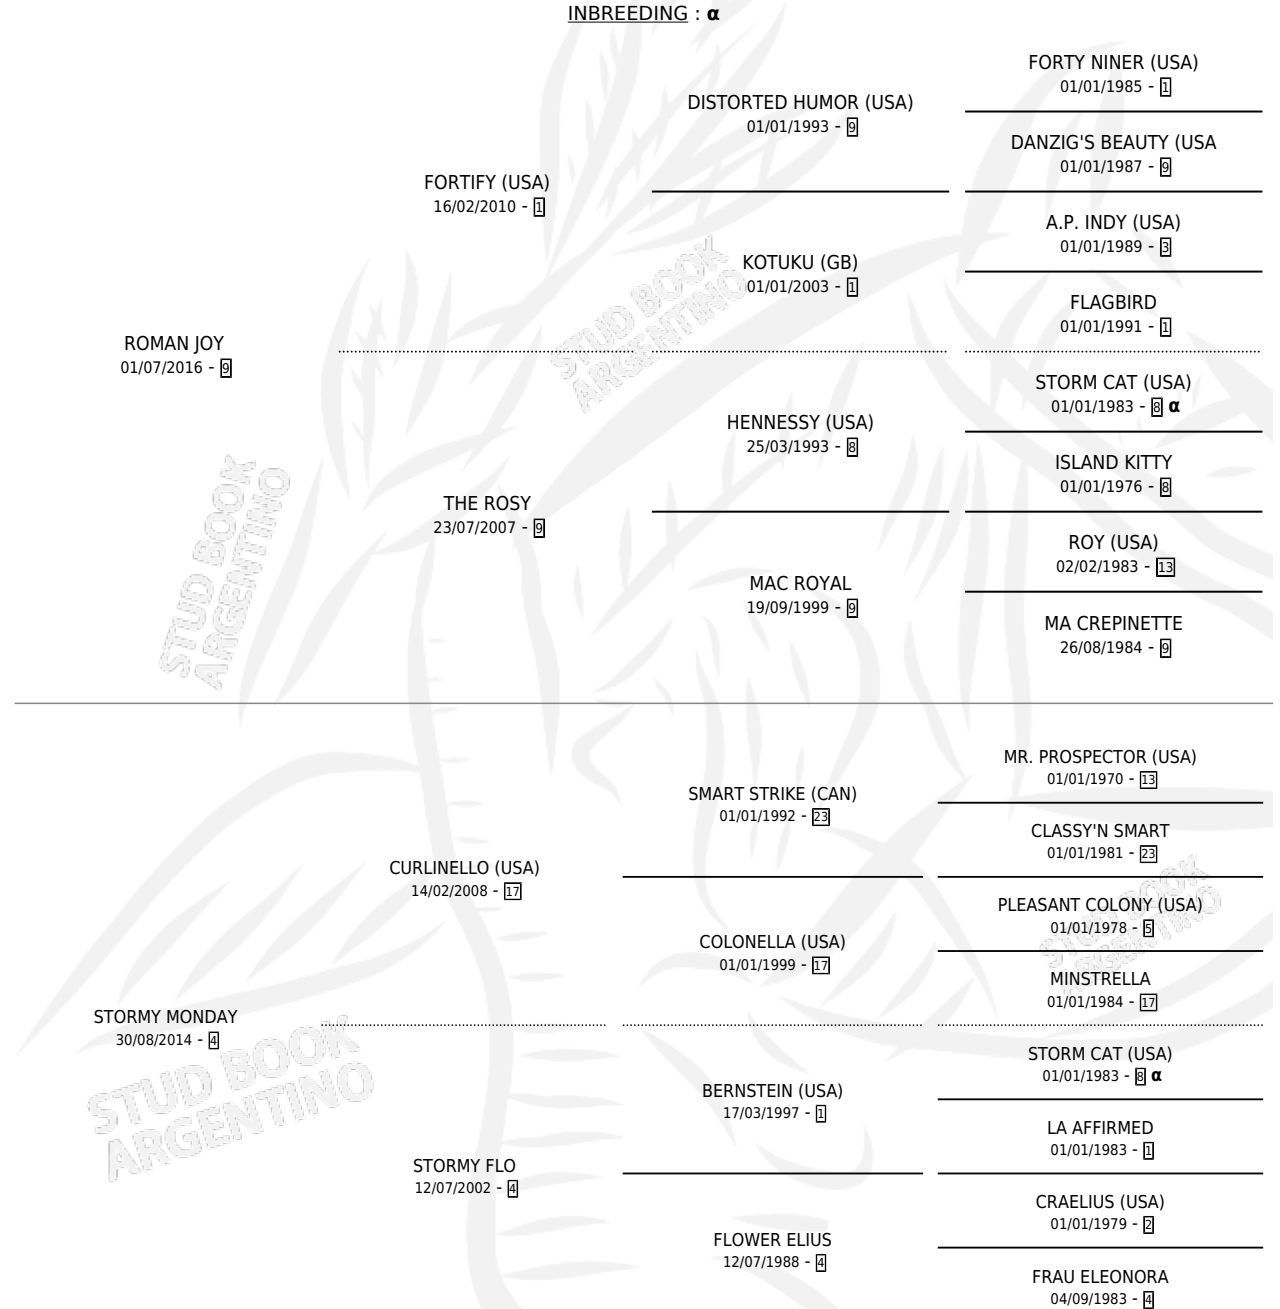 INBREEDING : α
FORTY NINER (USA)
01/01/1985 - 1
DISTORTED HUMOR (USA)
01/01/1993 - 9
DANZIG'S BEAUTY (USA
01/01/1987 - 9
FORTIFY (USA)
16/02/2010 - 1
A.P. INDY (USA)
01/01/1989 - 3
KOTUKU (GB)
01/01/2003 - 1
FLAGBIRD
01/01/1991 - 1
STUD BOOK
ARGENTINO
ROMAN JOY
01/07/2016 - 9
STORM CAT (USA)
01/01/1983 - 8 α
HENNESSY (USA)
25/03/1993 - 8
ISLAND KITTY
01/01/1976 - 8
THE ROSY
23/07/2007 - 9
ROY (USA)
02/02/1983 - 13
MAC ROYAL
19/09/1999 - 9
MA CREPINETTE
26/08/1984 - 9
STUD BOOK
ARGENTINO
MR. PROSPECTOR (USA)
01/01/1970 - 13
SMART STRIKE (CAN)
01/01/1992 - 23
CLASSY'N SMART
01/01/1981 - 23
CURLINELLO (USA)
14/02/2008 - 17
PLEASANT COLONY (USA)
01/01/1978 - 5
COLONELLA (USA)
01/01/1999 - 17
MINSTRELLA
01/01/1984 - 17
STUD BOOK
ARGENTINO
STORMY MONDAY
30/08/2014 - 4
STORM CAT (USA)
01/01/1983 - 8 α
BERNSTEIN (USA)
17/03/1997 - 1
LA AFFIRMED
01/01/1983 - 1
STUD BOOK
ARGENTINO
STORMY FLO
12/07/2002 - 4
CRAELIUS (USA)
01/01/1979 - 2
FLOWER ELIUS
12/07/1988 - 4
FRAU ELEONORA
04/09/1983 - 4